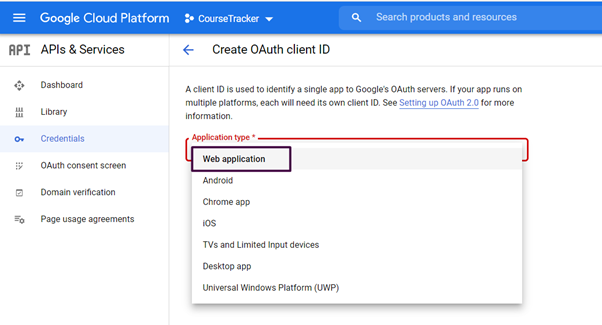 Google Cloud Platform
CourseTracker
Search products and resources
API
APIs & Services
Create OAuth client ID
Dashboard
Library
Credentials
OAuth consent screen
Domain verification
Page usage agreements
A client ID is used to identify a single app to Google's OAuth servers. If your app runs on
multiple platforms, each will need its own client ID. See Setting up OAuth 2.0 for more
information.
Application type *
Web application
Android
Chrome app
iOS
TVs and Limited Input devices
Desktop app
Universal Windows Platform (UWP)